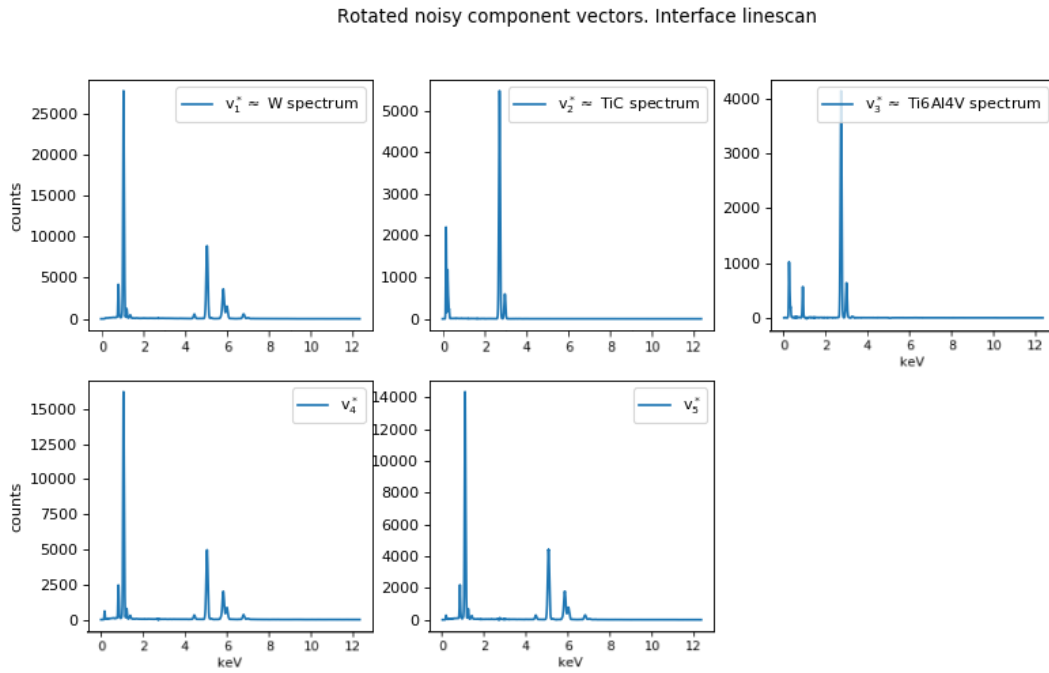 Rotated noisy component vectors. Interface linescan
counts
25000
20000
15000
10000
5000
0
v₁* ≈ W spectrum
0 2 4 6 8 10 12
5000
4000
3000
2000
1000
0
v₂* ≈ TiC spectrum
0 2 4 6 8 10 12
4000
3000
2000
1000
0
v₃* ≈ Ti6Al4V spectrum
0 2 4 6 8 10 12
keV
counts
15000
12500
10000
7500
5000
2500
0
v₄*
0 2 4 6 8 10 12
keV
14000
12000
10000
8000
6000
4000
2000
0
v₅*
0 2 4 6 8 10 12
keV